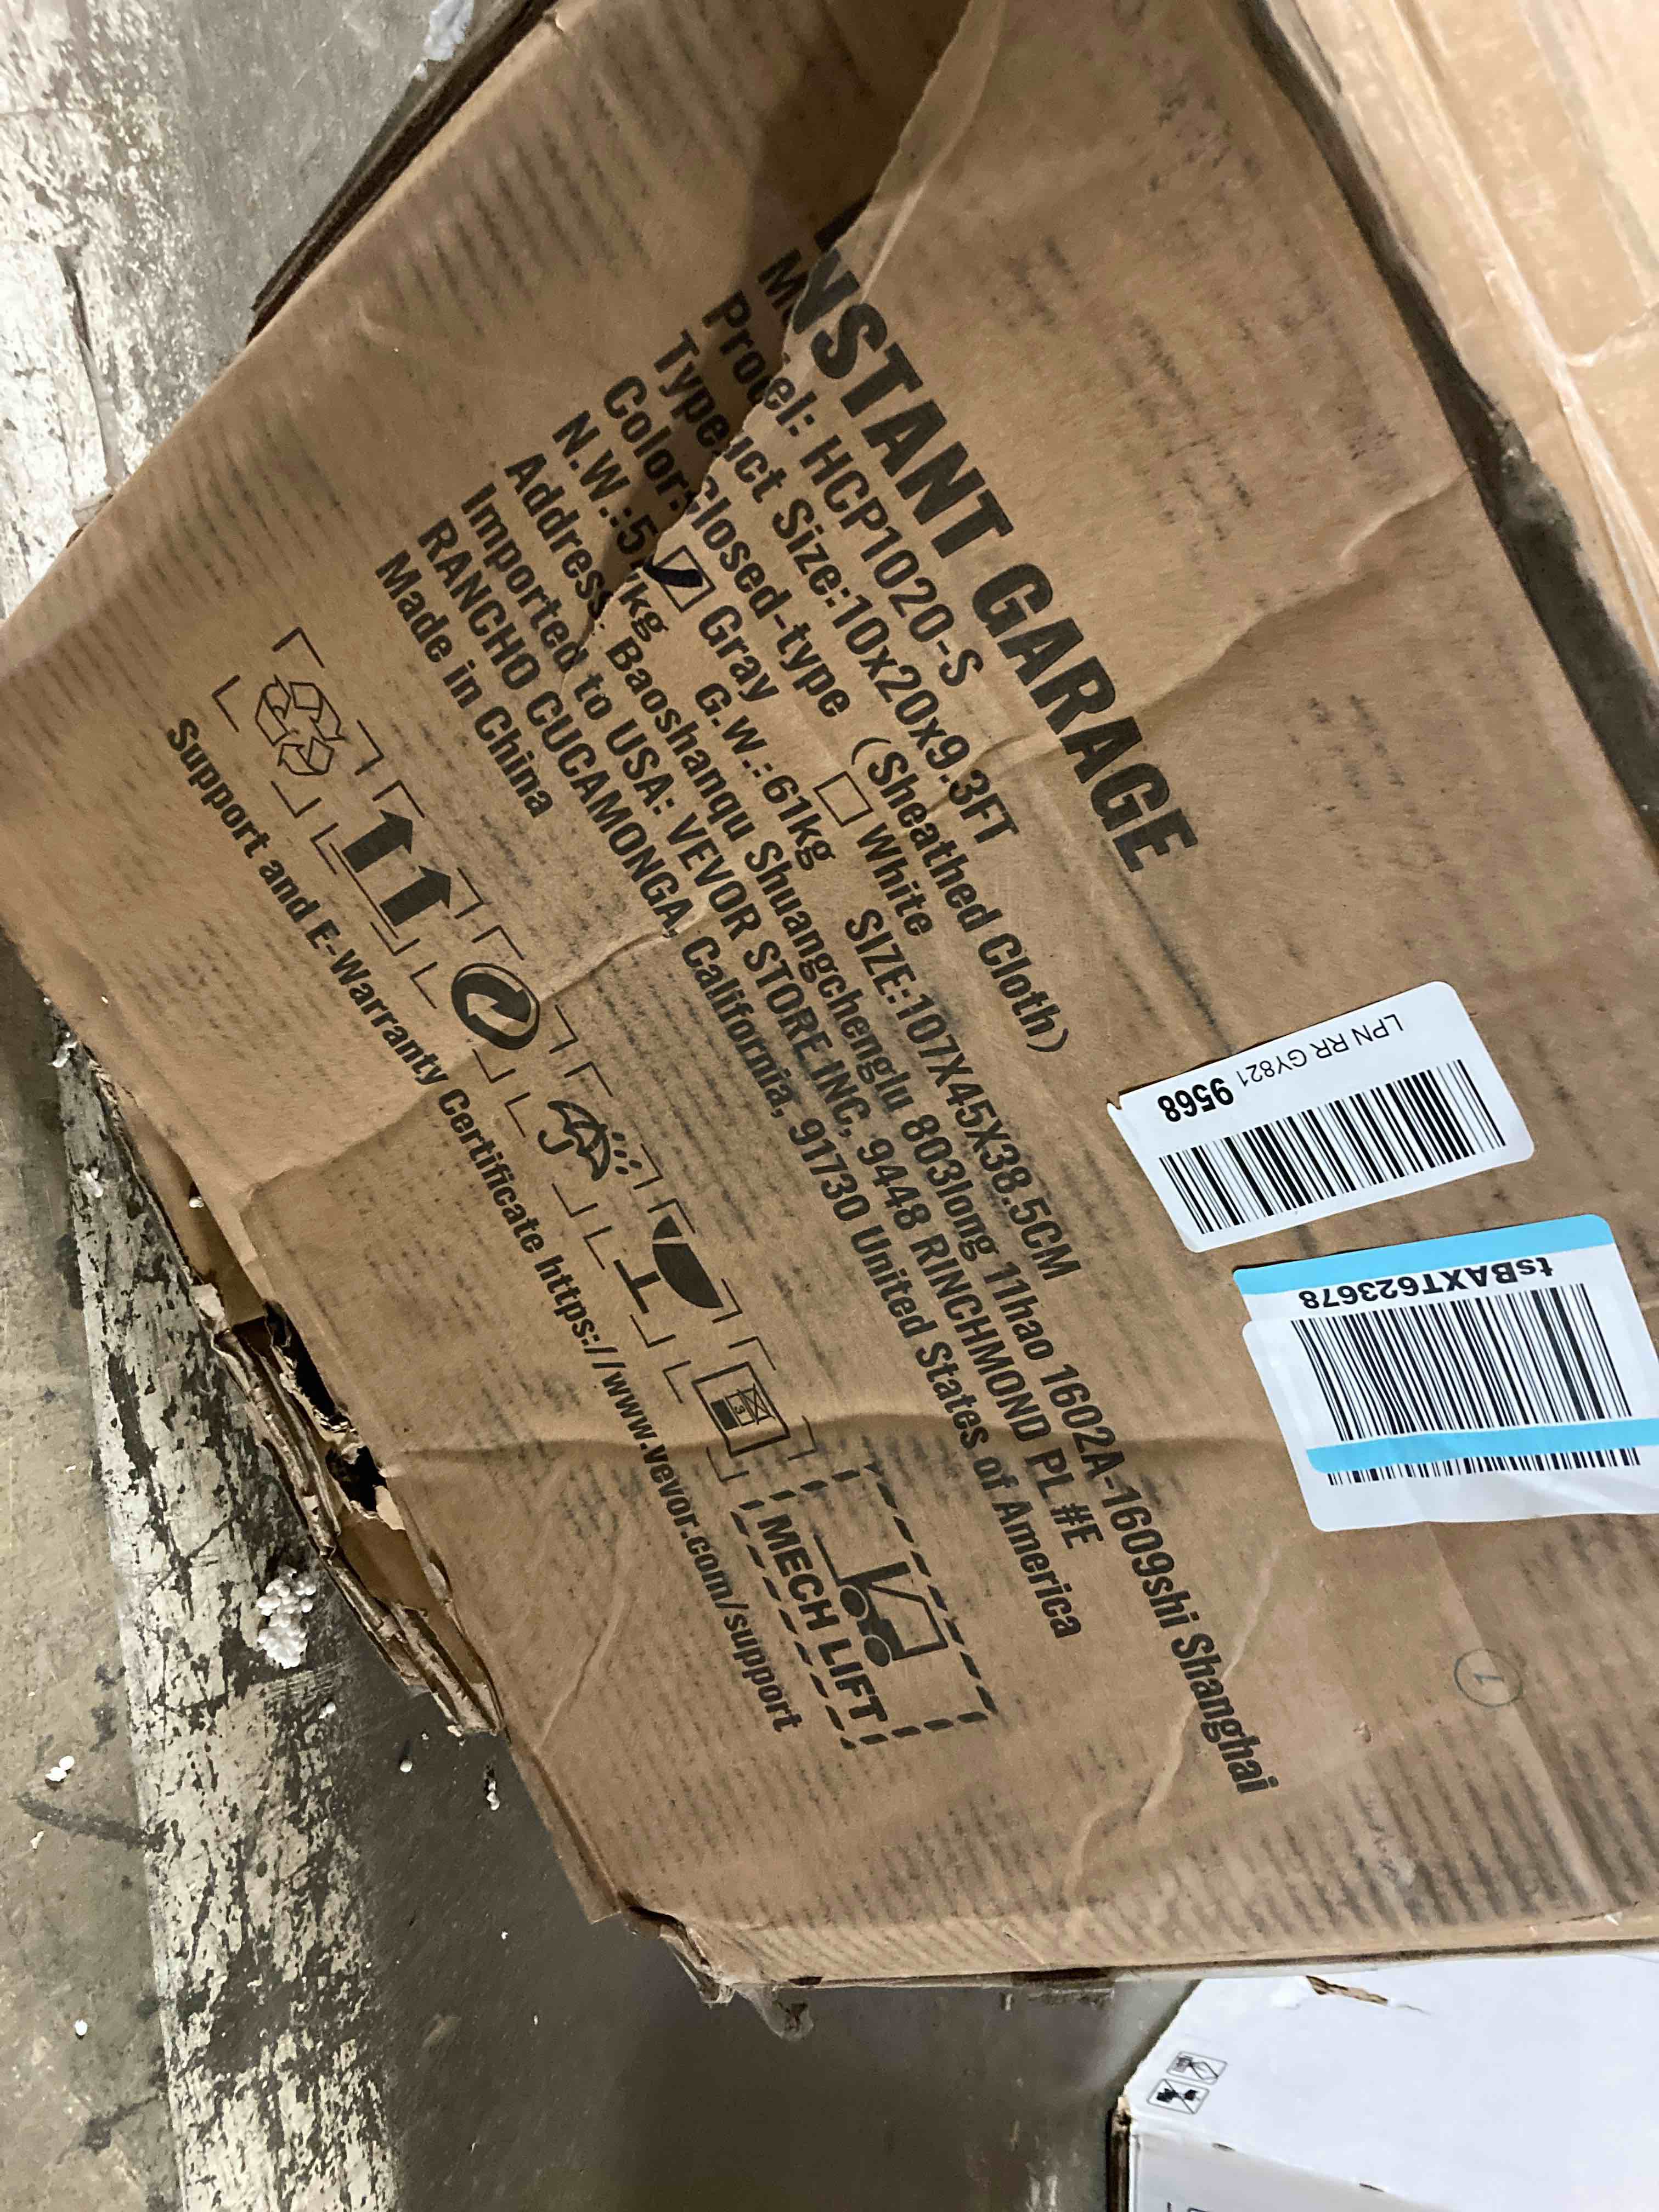 INSTANT GARAGE
Model: HCP1020-S
Product Size:10x20x9.3FT
Type: Closed-type (Sheathed Cloth)
Color: Gray White
N.W.: G.W.:61kg SIZE:107X45X38.5CM
Address: Baoshanqu Shuangchenglu 803long 11hao 1602A-1609shi Shanghai
Imported to USA: VEVOR STORE INC, 9448 RINCHMOND PL #E
RANCHO CUCAMONGA, California, 91730 United States of America
Made in China
MECH LIFT
Support and E-Warranty Certificate https://www.vevor.com/support
LPN RR GY821 9568
tsBAXT623678
3
1